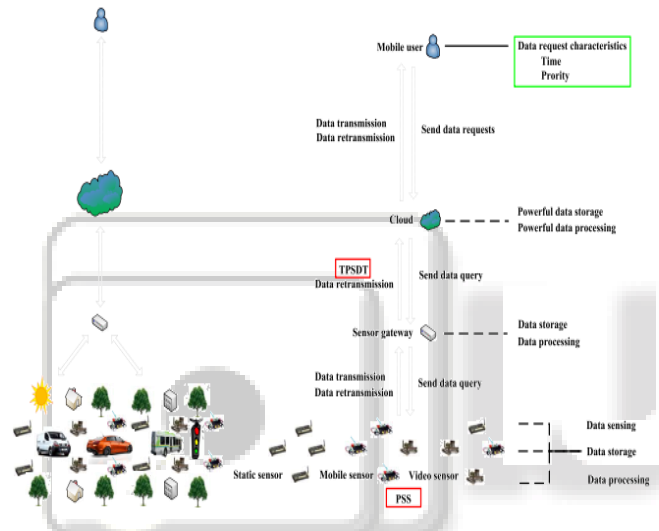 Mobile user
Data request characteristics
Time
Prority
Data transmission
Data retransmission
Send data requests
Cloud
Powerful data storage
Powerful data processing
TPSDT
Data retransmission
Send data query
Sensor gateway
Data storage
Data processing
Data transmission
Data retransmission
Send data query
Data sensing
Data storage
Static sensor
Mobile sensor
Video sensor
Data processing
PSS